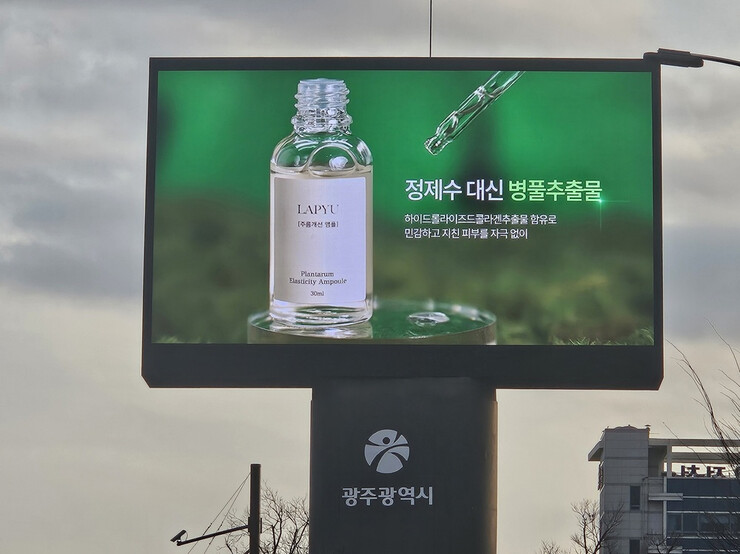 정제수 대신 병풀추출물
하이드롤라이즈드콜라겐추출물 함유로
민감하고 지친 피부를 자극 없이
LAPYU
[주름개선 앰플]
Plantarum
Elasticity Ampoule
30ml
광주광역시